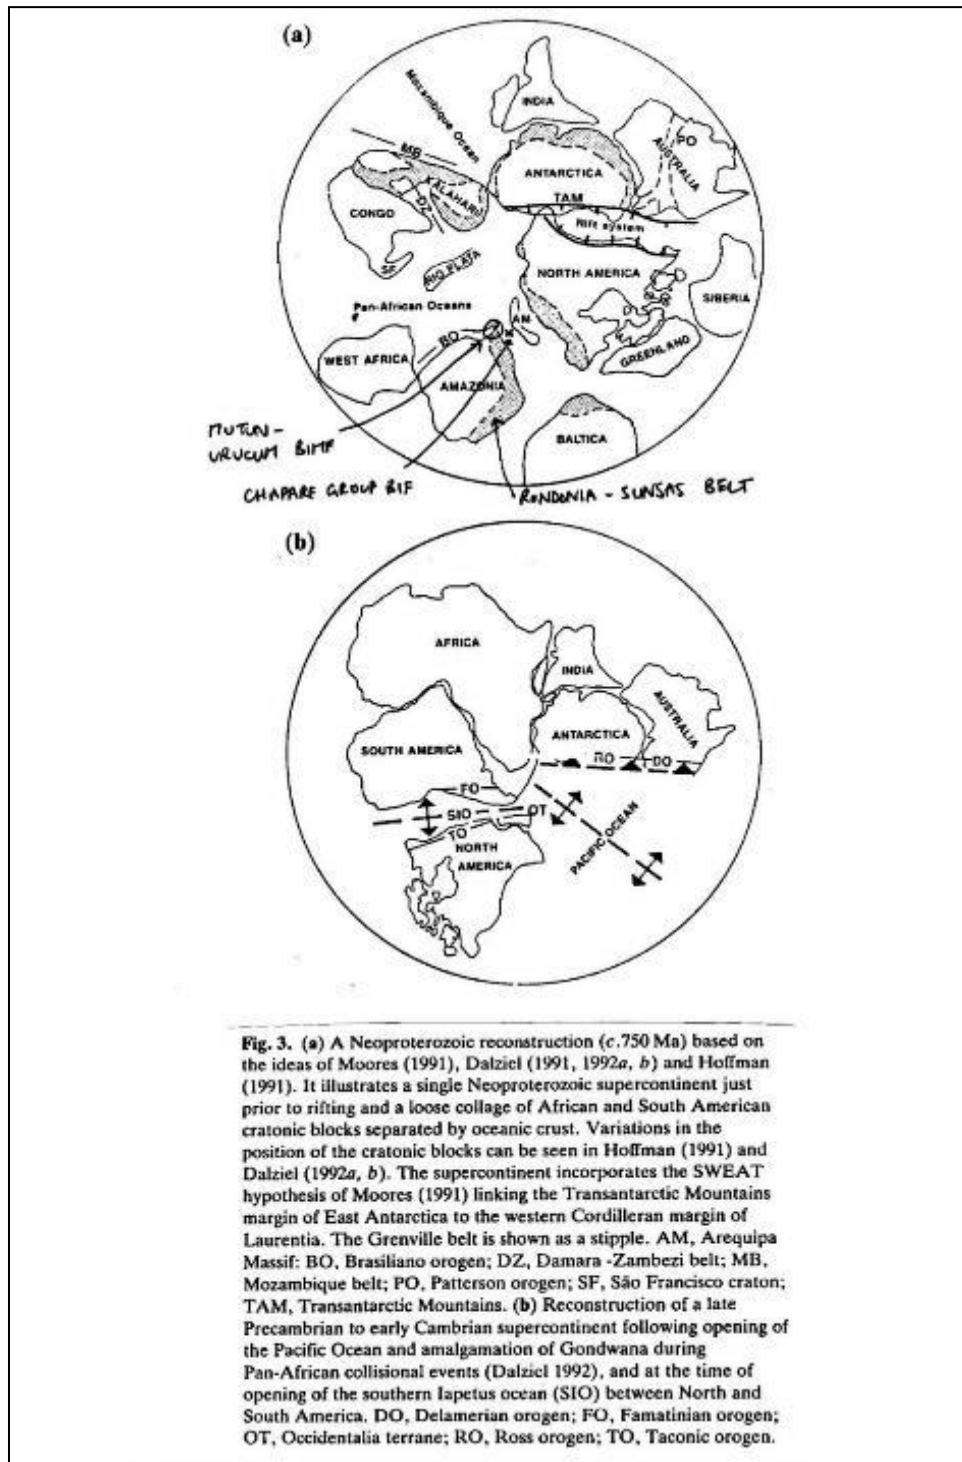 (a)
Mozambique Ocean
INDIA
MB
KALAHARI
DZ
CONGO
SF
RIO PLATA
ANTARCTICA
TAM
AUSTRALIA
PO
Rift system
NORTH AMERICA
SIBERIA
GREENLAND
Pan-African Oceans
AM
BO
WEST AFRICA
AMAZONIA
BALTICA
MUTUN-
URUCUM BIMF
CHAPARE GROUP BIF
RONDONIA - SUNSAS BELT
(b)
AFRICA
INDIA
AUSTRALIA
ANTARCTICA
SOUTH AMERICA
RO
DO
FO
SIO
OT
TO
NORTH
AMERICA
PACIFIC OCEAN
Fig. 3. (a) A Neoproterozoic reconstruction (c.750 Ma) based on
the ideas of Moores (1991), Dalziel (1991, 1992a, b) and Hoffman
(1991). It illustrates a single Neoproterozoic supercontinent just
prior to rifting and a loose collage of African and South American
cratonic blocks separated by oceanic crust. Variations in the
position of the cratonic blocks can be seen in Hoffman (1991) and
Dalziel (1992a, b). The supercontinent incorporates the SWEAT
hypothesis of Moores (1991) linking the Transantarctic Mountains
margin of East Antarctica to the western Cordilleran margin of
Laurentia. The Grenville belt is shown as a stipple. AM, Arequipa
Massif: BO, Brasiliano orogen; DZ, Damara -Zambezi belt; MB,
Mozambique belt; PO, Patterson orogen; SF, São Francisco craton;
TAM, Transantarctic Mountains. (b) Reconstruction of a late
Precambrian to early Cambrian supercontinent following opening of
the Pacific Ocean and amalgamation of Gondwana during
Pan-African collisional events (Dalziel 1992), and at the time of
opening of the southern Iapetus ocean (SIO) between North and
South America. DO, Delamerian orogen; FO, Famatinian orogen;
OT, Occidentalia terrane; RO, Ross orogen; TO, Taconic orogen.